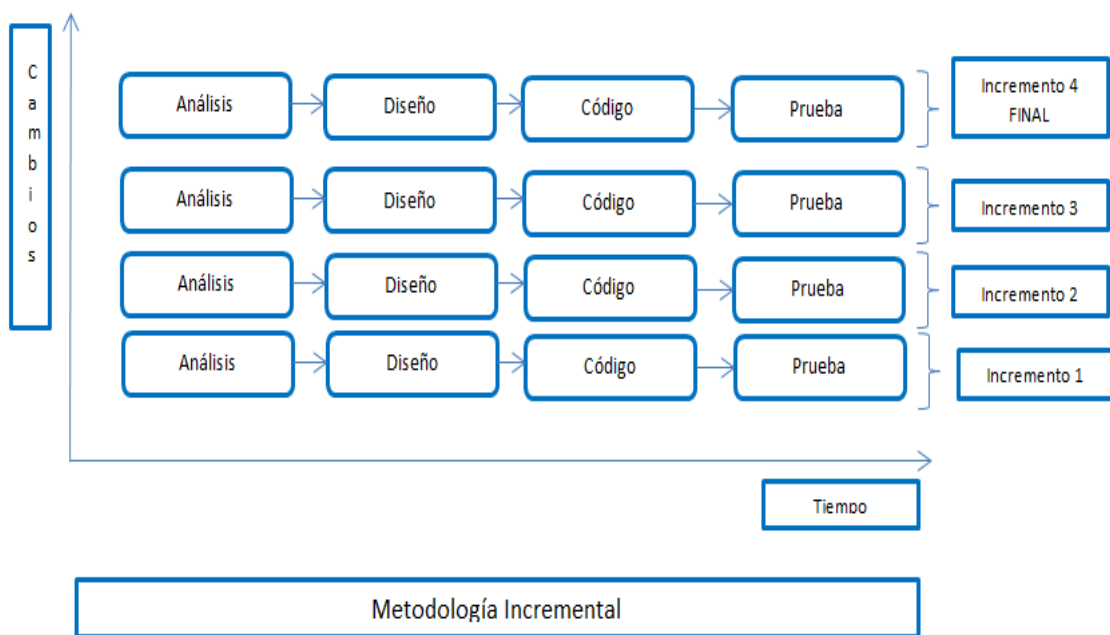 Cambios
Análisis Diseño Código Prueba Incremento 4
FINAL
Análisis Diseño Código Prueba Incremento 3
Análisis Diseño Código Prueba Incremento 2
Análisis Diseño Código Prueba Incremento 1
Tiempo
Metodología Incremental